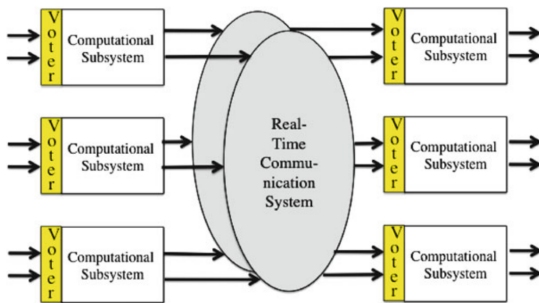 Voter
Computational
Subsystem
Voter
Computational
Subsystem
Voter
Computational
Subsystem
Real-
Time
Commu-
nication
System
Voter
Computational
Subsystem
Voter
Computational
Subsystem
Voter
Computational
Subsystem